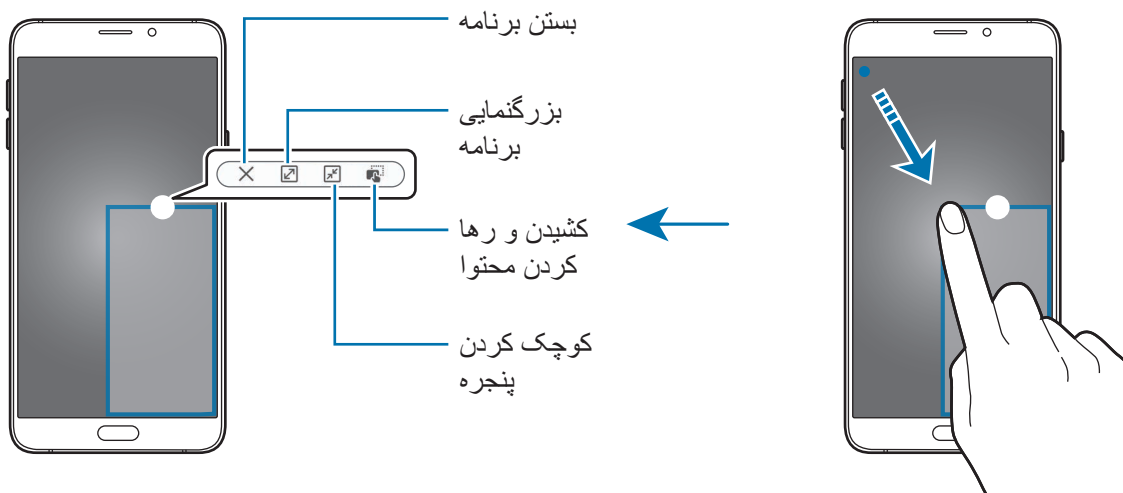 بستن برنامه
بزرگنمایی
برنامه
کشیدن و رها
کردن محتوا
کوچک کردن
پنجره